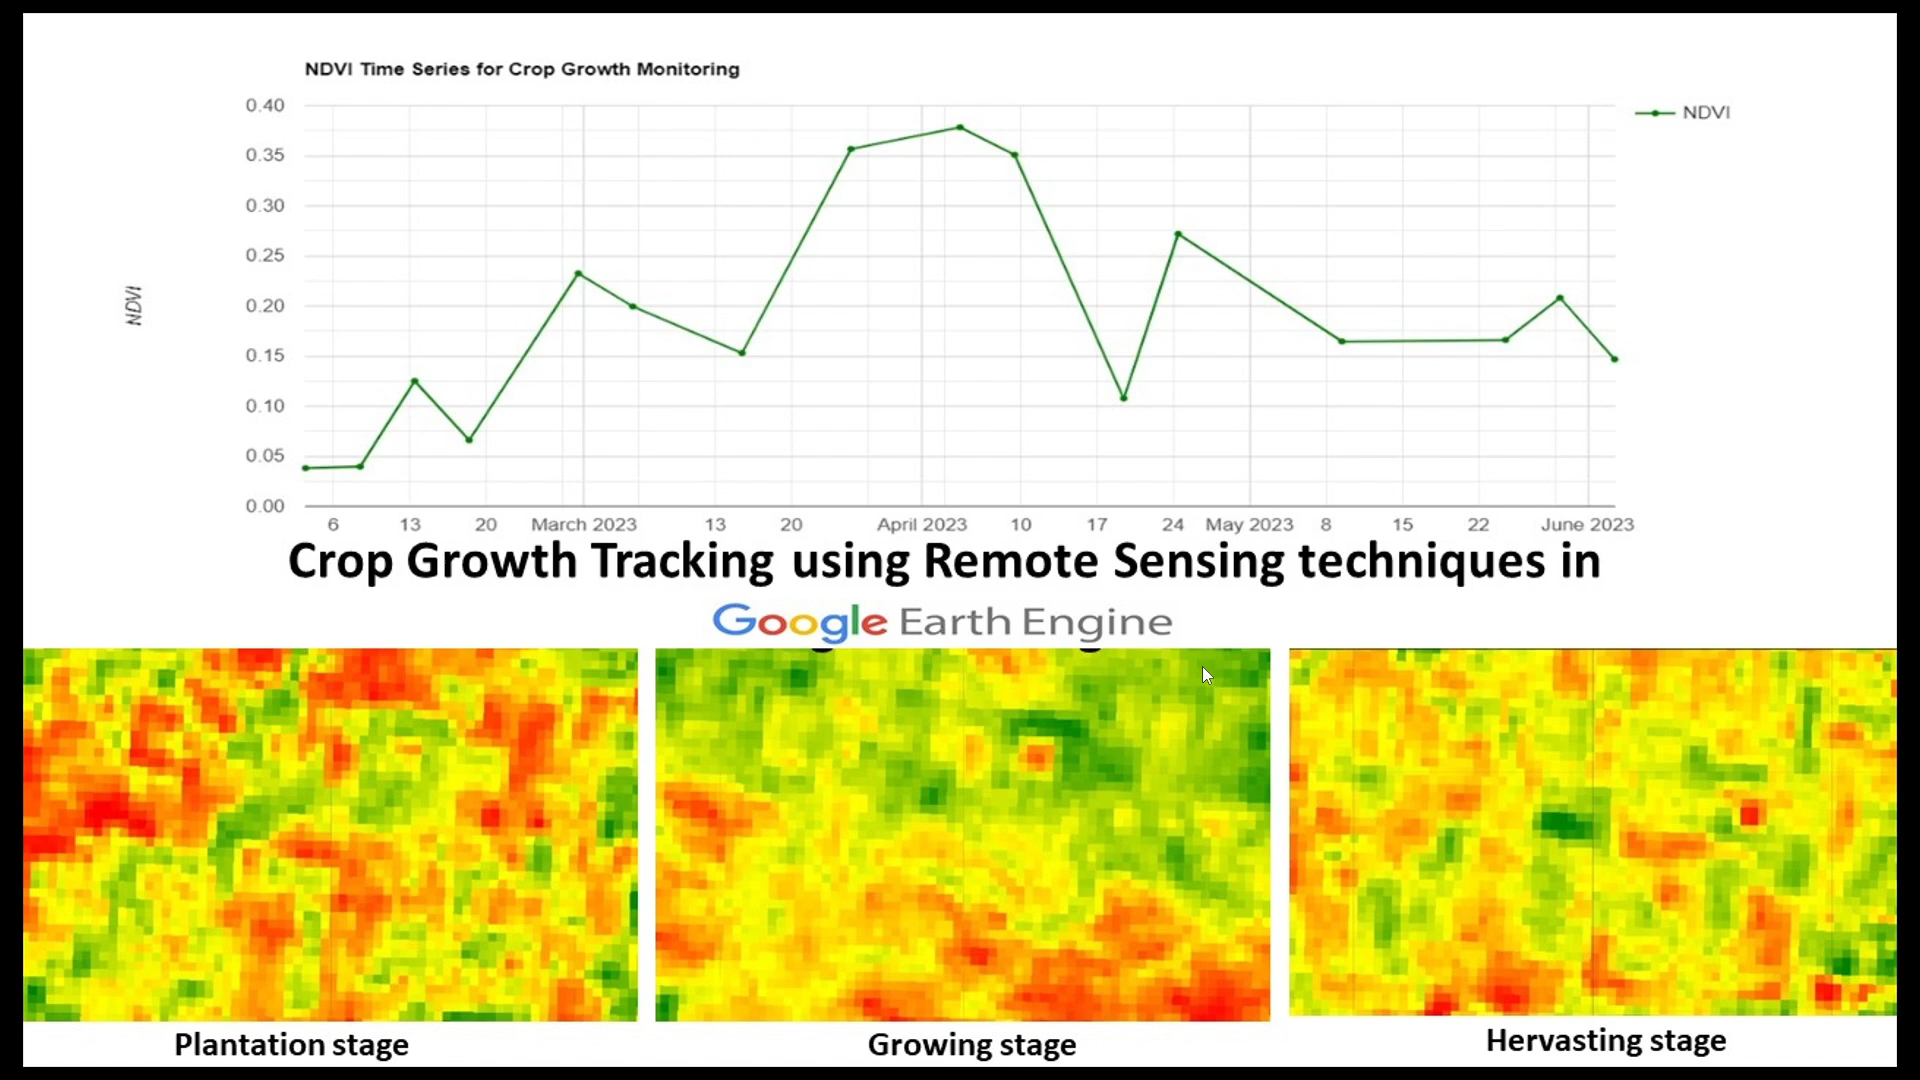 NDVI Time Series for Crop Growth Monitoring
0.40
0.35
0.30
0.25
0.20
0.15
0.10
0.05
0.00
NDVI
NDVI
6 13 20 March 2023 13 20 April 2023 10 17 24 May 2023 8 15 22 June 2023
Crop Growth Tracking using Remote Sensing techniques in
Google Earth Engine
Plantation stage
Growing stage
Hervasting stage